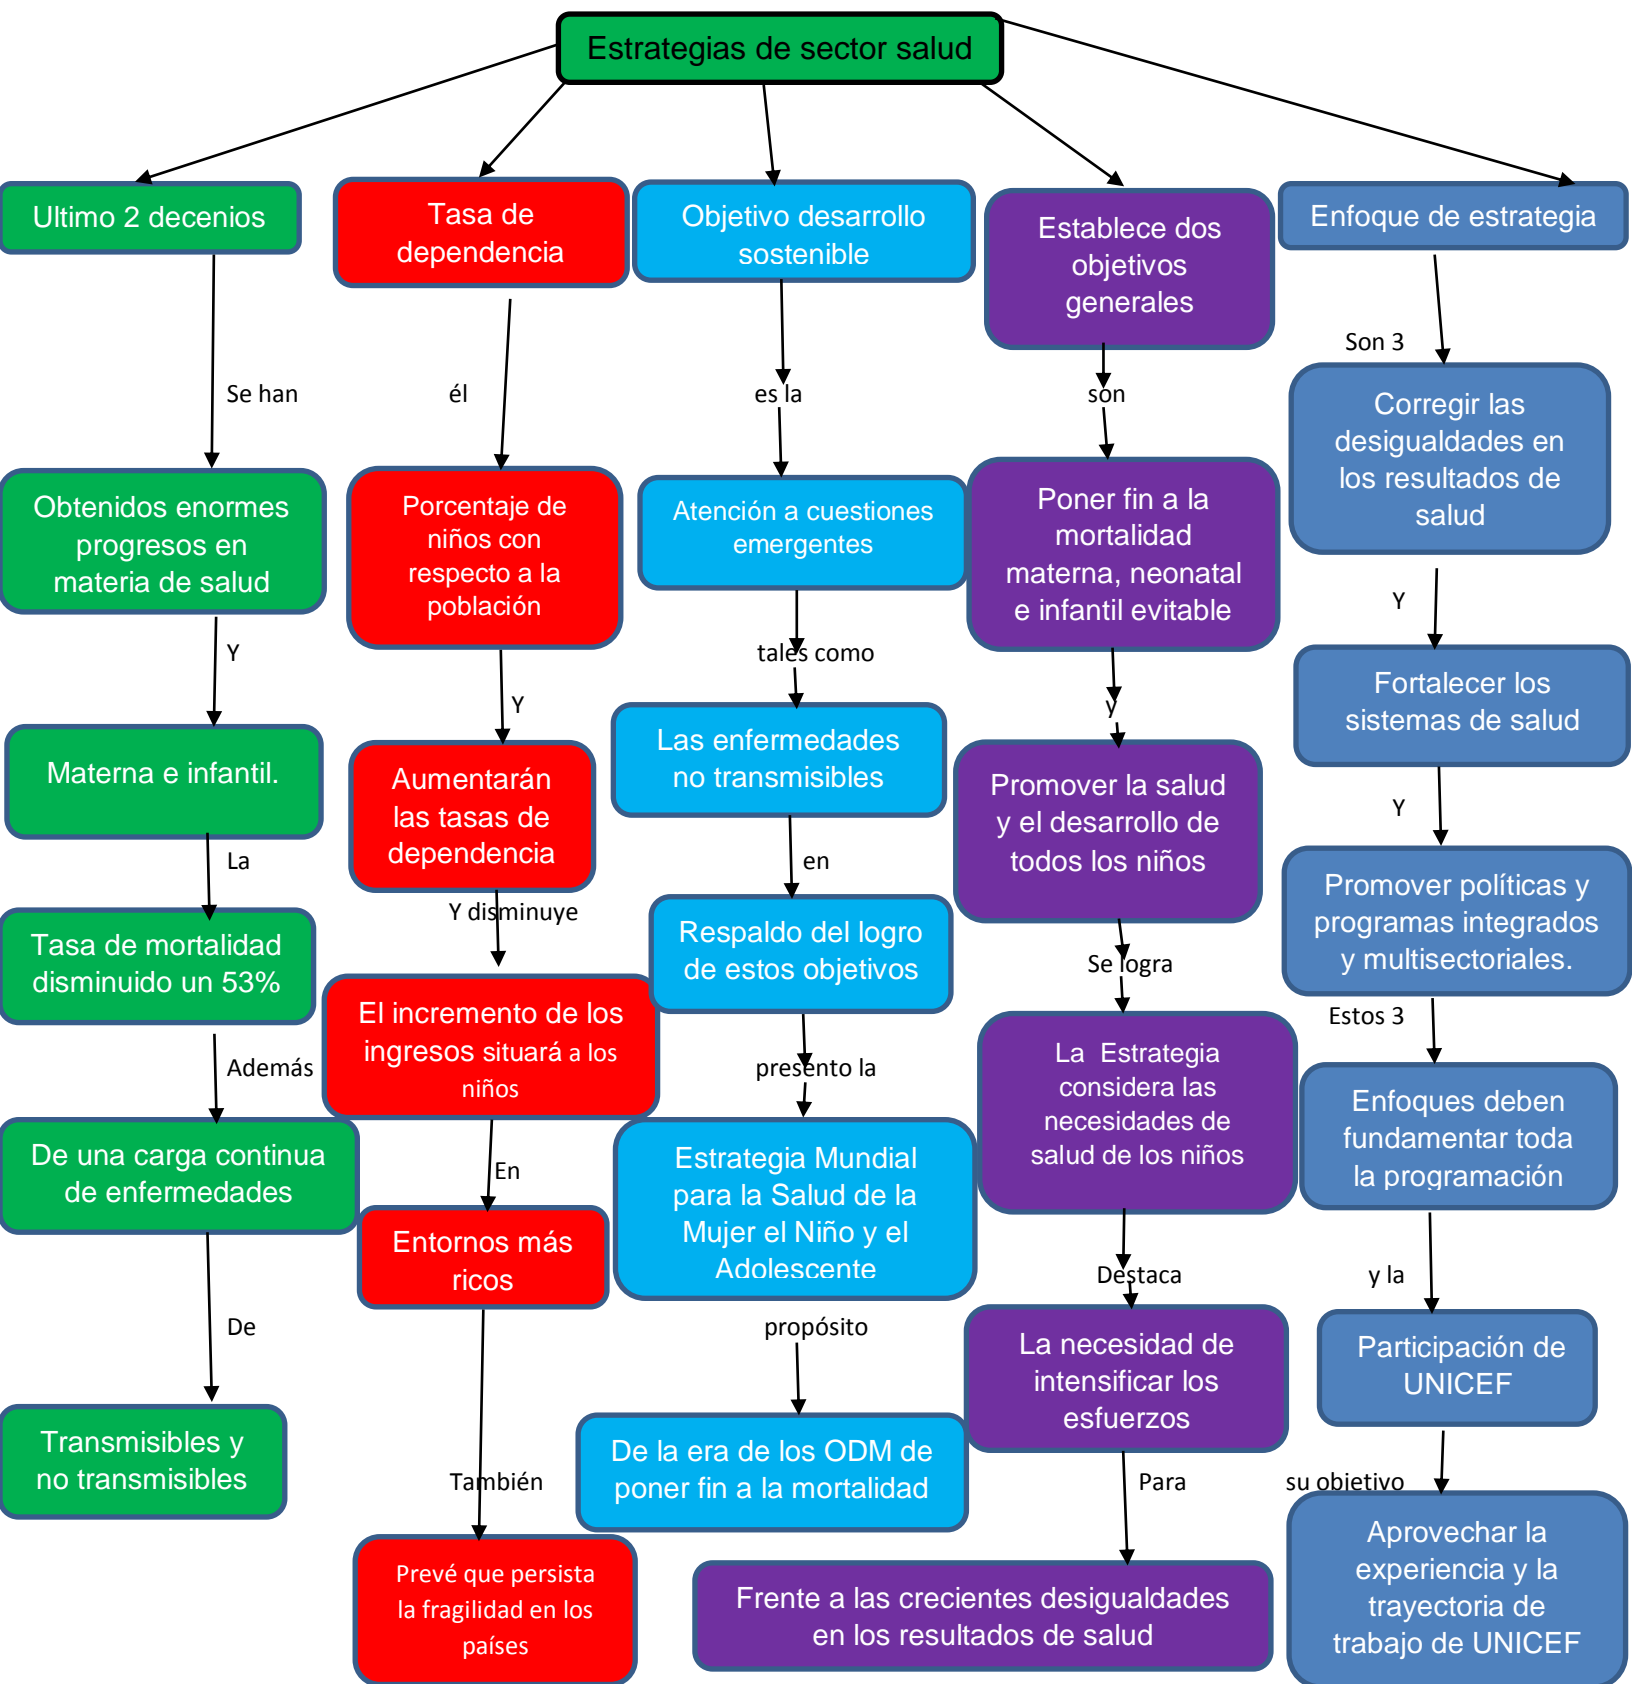 Estrategias de sector salud
Ultimo 2 decenios
Se han
Obtenidos enormes
progresos en
materia de salud
Y
Materna e infantil.
La
Tasa de mortalidad
disminuido un 53%
Además
De una carga continua
de enfermedades
De
Transmisibles y
no transmisibles
Tasa de
dependencia
él
Porcentaje de
niños con
respecto a la
población
Y
Aumentarán
las tasas de
dependencia
Y disminuye
El incremento de los
ingresos situará a los
niños
En
Entornos más
ricos
También
Prevé que persista
la fragilidad en los
países
Objetivo desarrollo
sostenible
es la
Atención a cuestiones
emergentes
tales como
Las enfermedades
no transmisibles
en
Respaldo del logro
de estos objetivos
presento la
Estrategia Mundial
para la Salud de la
Mujer el Niño y el
Adolescente
propósito
De la era de los ODM de
poner fin a la mortalidad
Establece dos
objetivos
generales
son
Poner fin a la
mortalidad
materna, neonatal
e infantil evitable
y
Promover la salud
y el desarrollo de
todos los niños
Se logra
La  Estrategia
considera las
necesidades de
salud de los niños
Destaca
La necesidad de
intensificar los
esfuerzos
Para
Frente a las crecientes desigualdades
en los resultados de salud
Enfoque de estrategia
Son 3
Corregir las
desigualdades en
los resultados de
salud
Y
Fortalecer los
sistemas de salud
Y
Promover políticas y
programas integrados
y multisectoriales.
Estos 3
Enfoques deben
fundamentar toda
la programación
y la
Participación de
UNICEF
su objetivo
Aprovechar la
experiencia y la
trayectoria de
trabajo de UNICEF